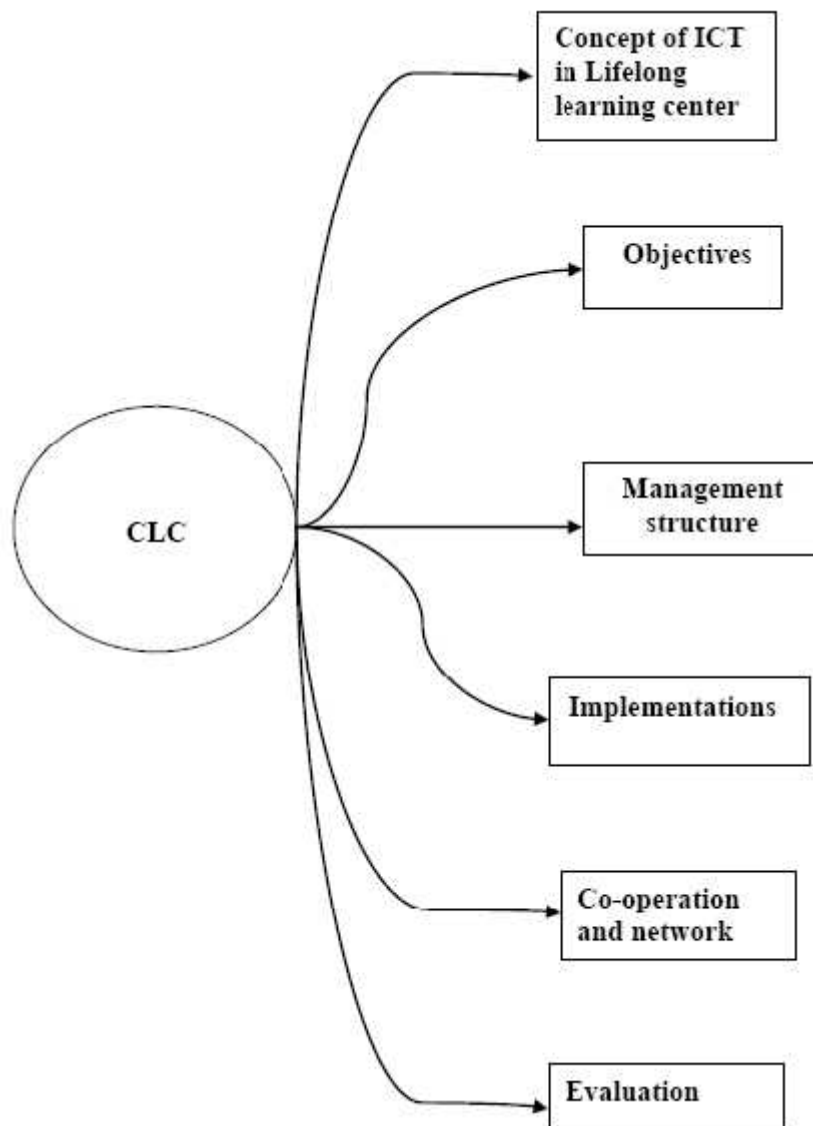 Concept of ICT
in Lifelong
learning center
Objectives
Management
structure
CLC
Implementations
Co-operation
and network
Evaluation